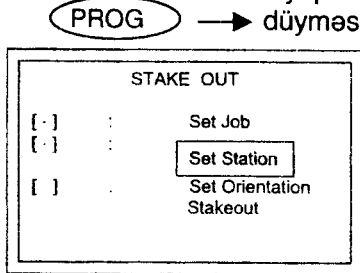 PROG → düyməs
STAKE OUT
[·] : Set Job
[·] : Set Station
[ ] . Set Orientation
Stakeout